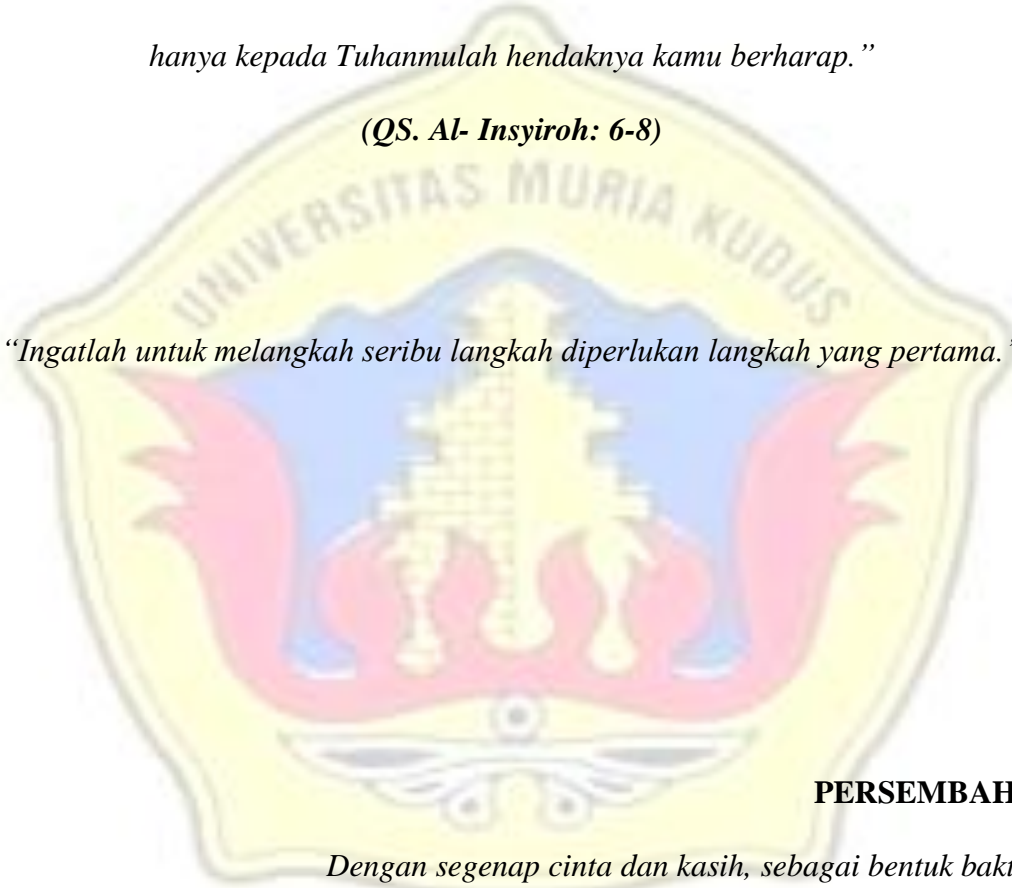 hanya kepada Tuhanmulah hendaknya kamu berharap.”
(QS. Al- Insyiroh: 6-8)
UNIVERSITAS MURIA KUDUS
“Ingatlah untuk melangkah seribu langkah diperlukan langkah yang pertama.”
PERSEMBAH
Dengan segenap cinta dan kasih, sebagai bentuk bakt